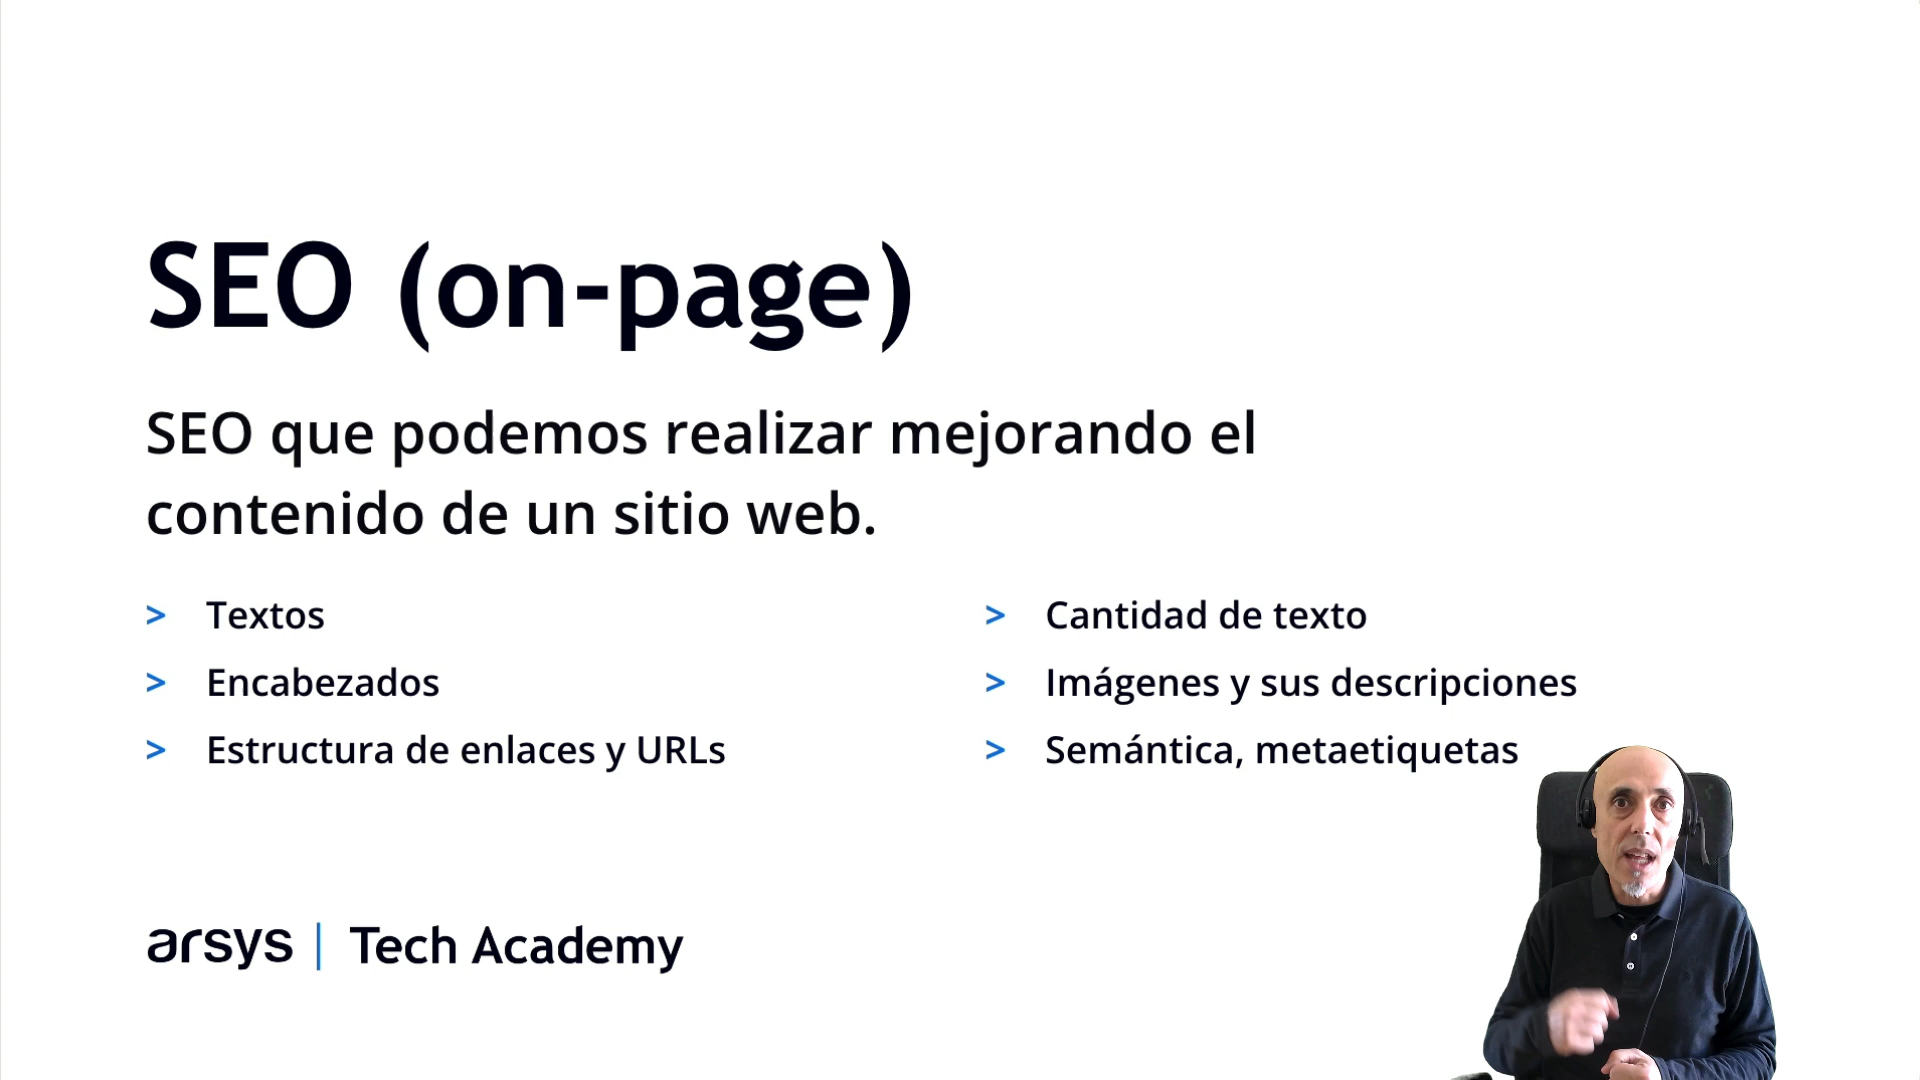 SEO (on-page)
SEO que podemos realizar mejorando el
contenido de un sitio web.
> Textos
> Encabezados
> Estructura de enlaces y URLs
> Cantidad de texto
> Imágenes y sus descripciones
> Semántica, metaetiquetas
arsys | Tech Academy